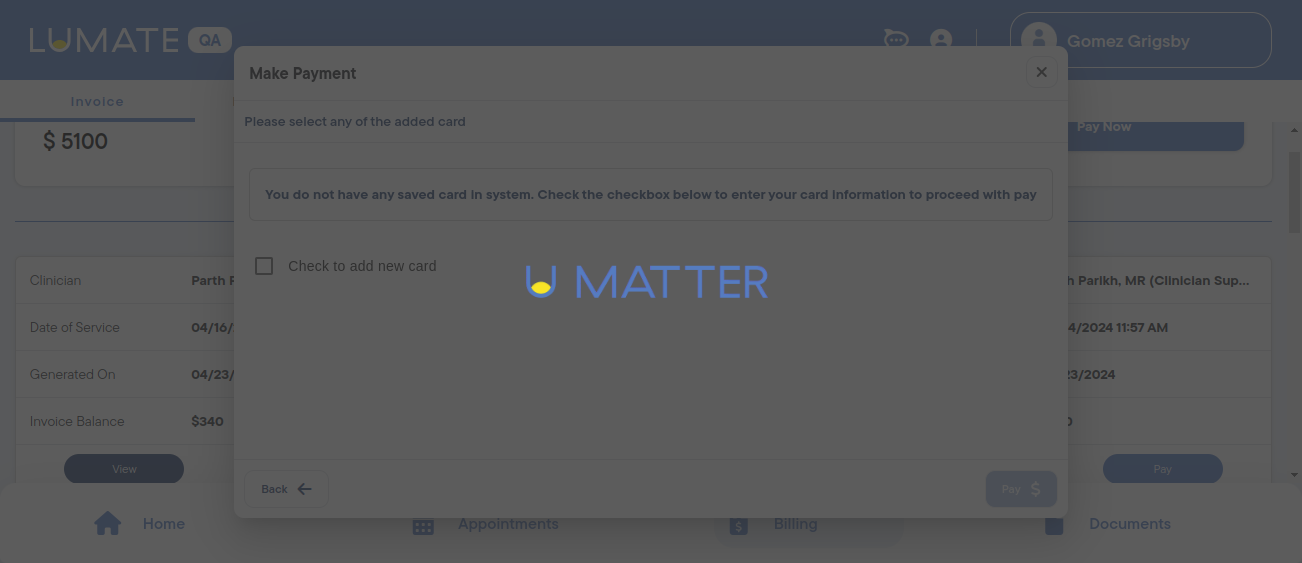 LUMATE QA
Gomez Grigsby
Invoice
Make Payment
$ 5100
Please select any of the added card
Pay Now
You do not have any saved card in system. Check the checkbox below to enter your card information to proceed with pay
Check to add new card
U MATTER
Clinician Parth P
h Parikh, MR (Clinician Sup...
Date of Service 04/16/
4/2024 11:57 AM
Generated On 04/23/
23/2024
Invoice Balance $340
0
View
Pay
Back
Pay $
Home
Appointments
Billing
Documents